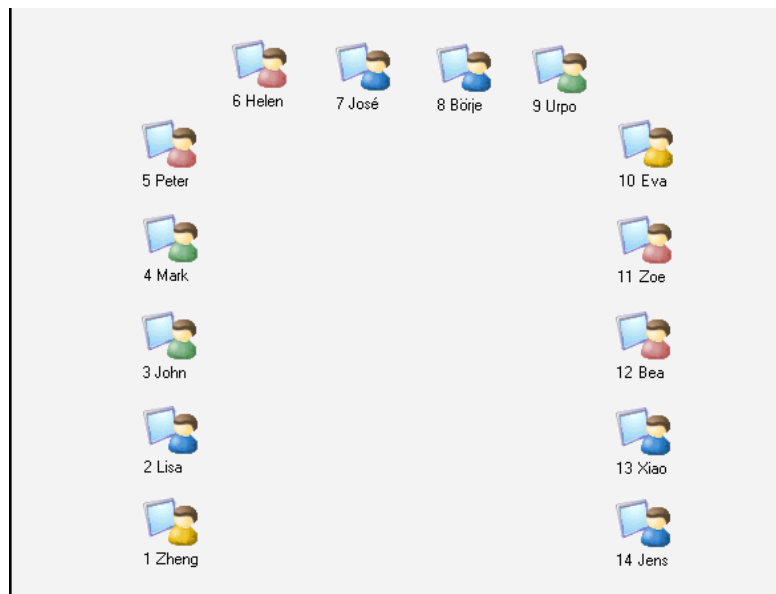 6 Helen
7 José
8 Börje
9 Urpo
5 Peter
10 Eva
4 Mark
11 Zoe
3 John
12 Bea
2 Lisa
13 Xiao
1 Zheng
14 Jens